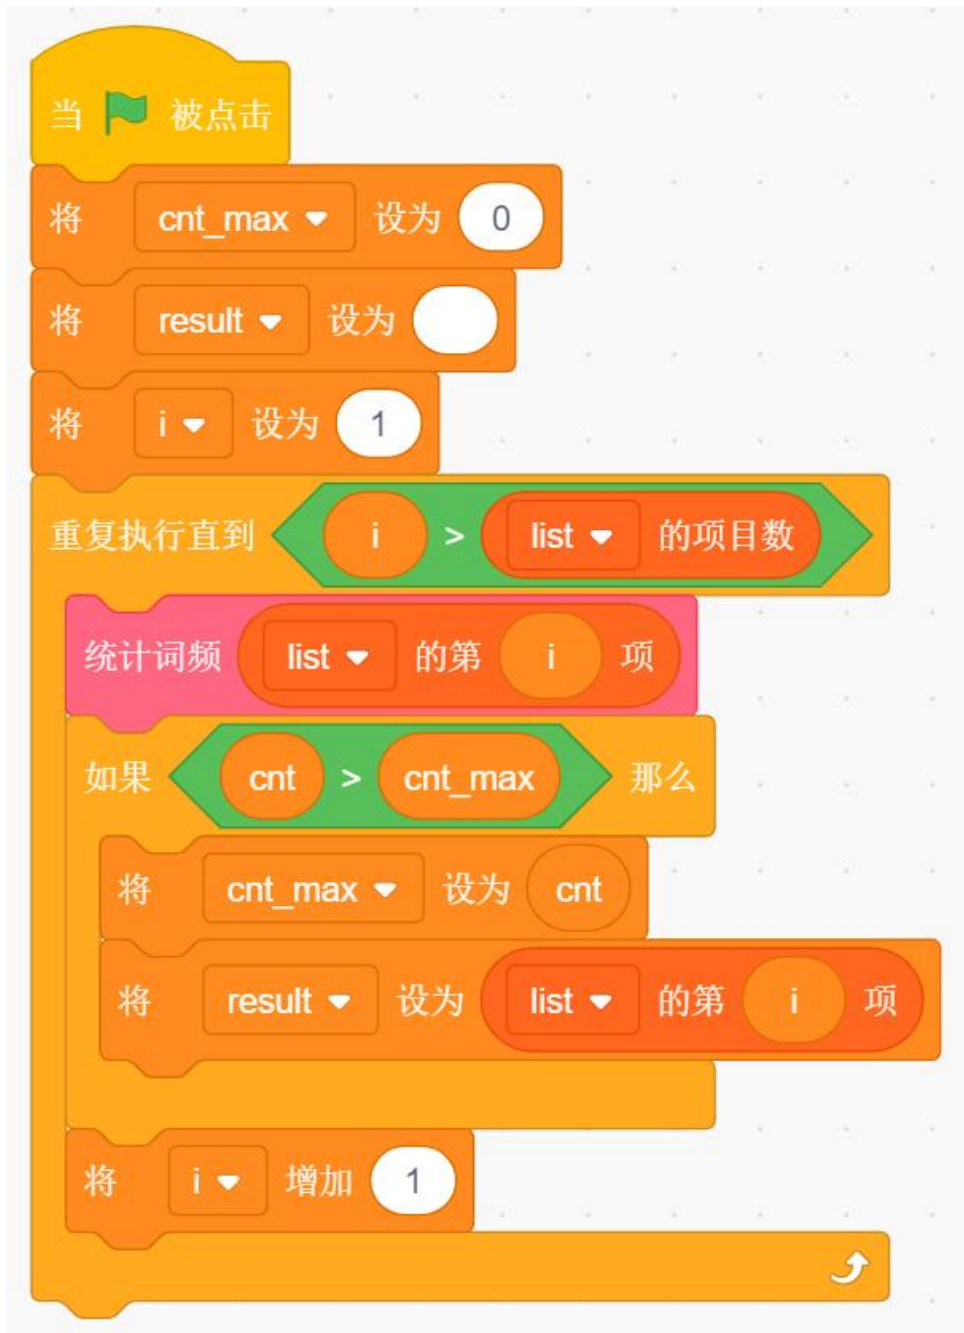 当 被点击
将 cnt_max 设为 0
将 result 设为
将 i 设为 1
重复执行直到 i > list 的项目数
统计词频 list 的第 i 项
如果 cnt > cnt_max 那么
将 cnt_max 设为 cnt
将 result 设为 list 的第 i 项
将 i 增加 1